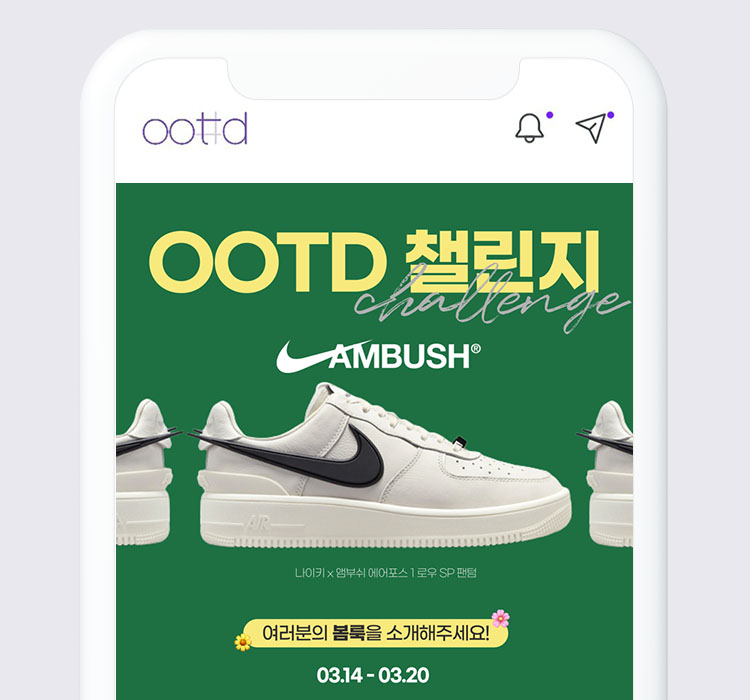 oottd
OOTD 챌린지
challenge
AMBUSH®
AIR
나이키 x 앰부쉬 에어포스 1 로우 SP 팬텀
여러분의 봄룩을 소개해주세요!
03.14 - 03.20